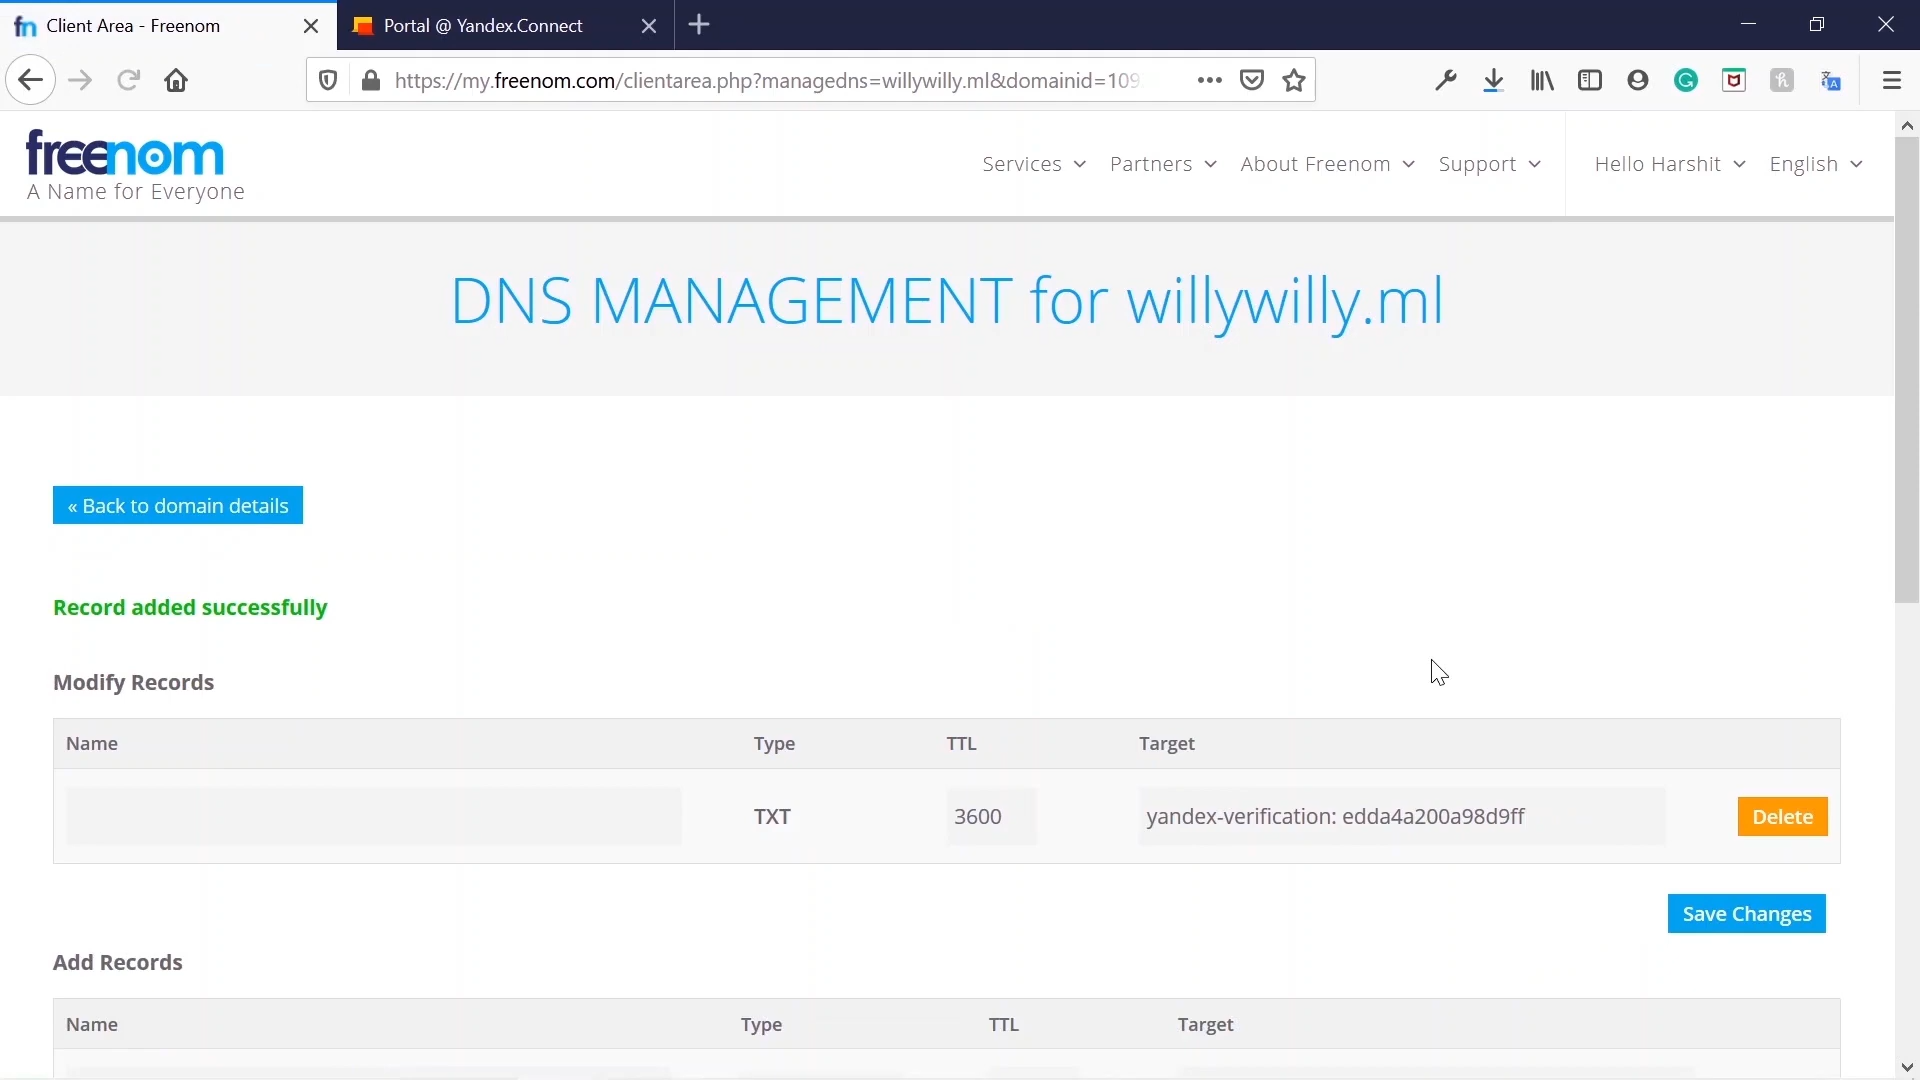 Client Area - Freenom
Portal @ Yandex.Connect
https://my.freenom.com/clientarea.php?managedns=willywilly.ml&domainid=109
freenom
A Name for Everyone
Services
Partners
About Freenom
Support
Hello Harshit
English
DNS MANAGEMENT for willywilly.ml
« Back to domain details
Record added successfully
Modify Records
Name Type TTL Target
TXT 3600 yandex-verification: edda4a200a98d9ff Delete
Save Changes
Add Records
Name Type TTL Target